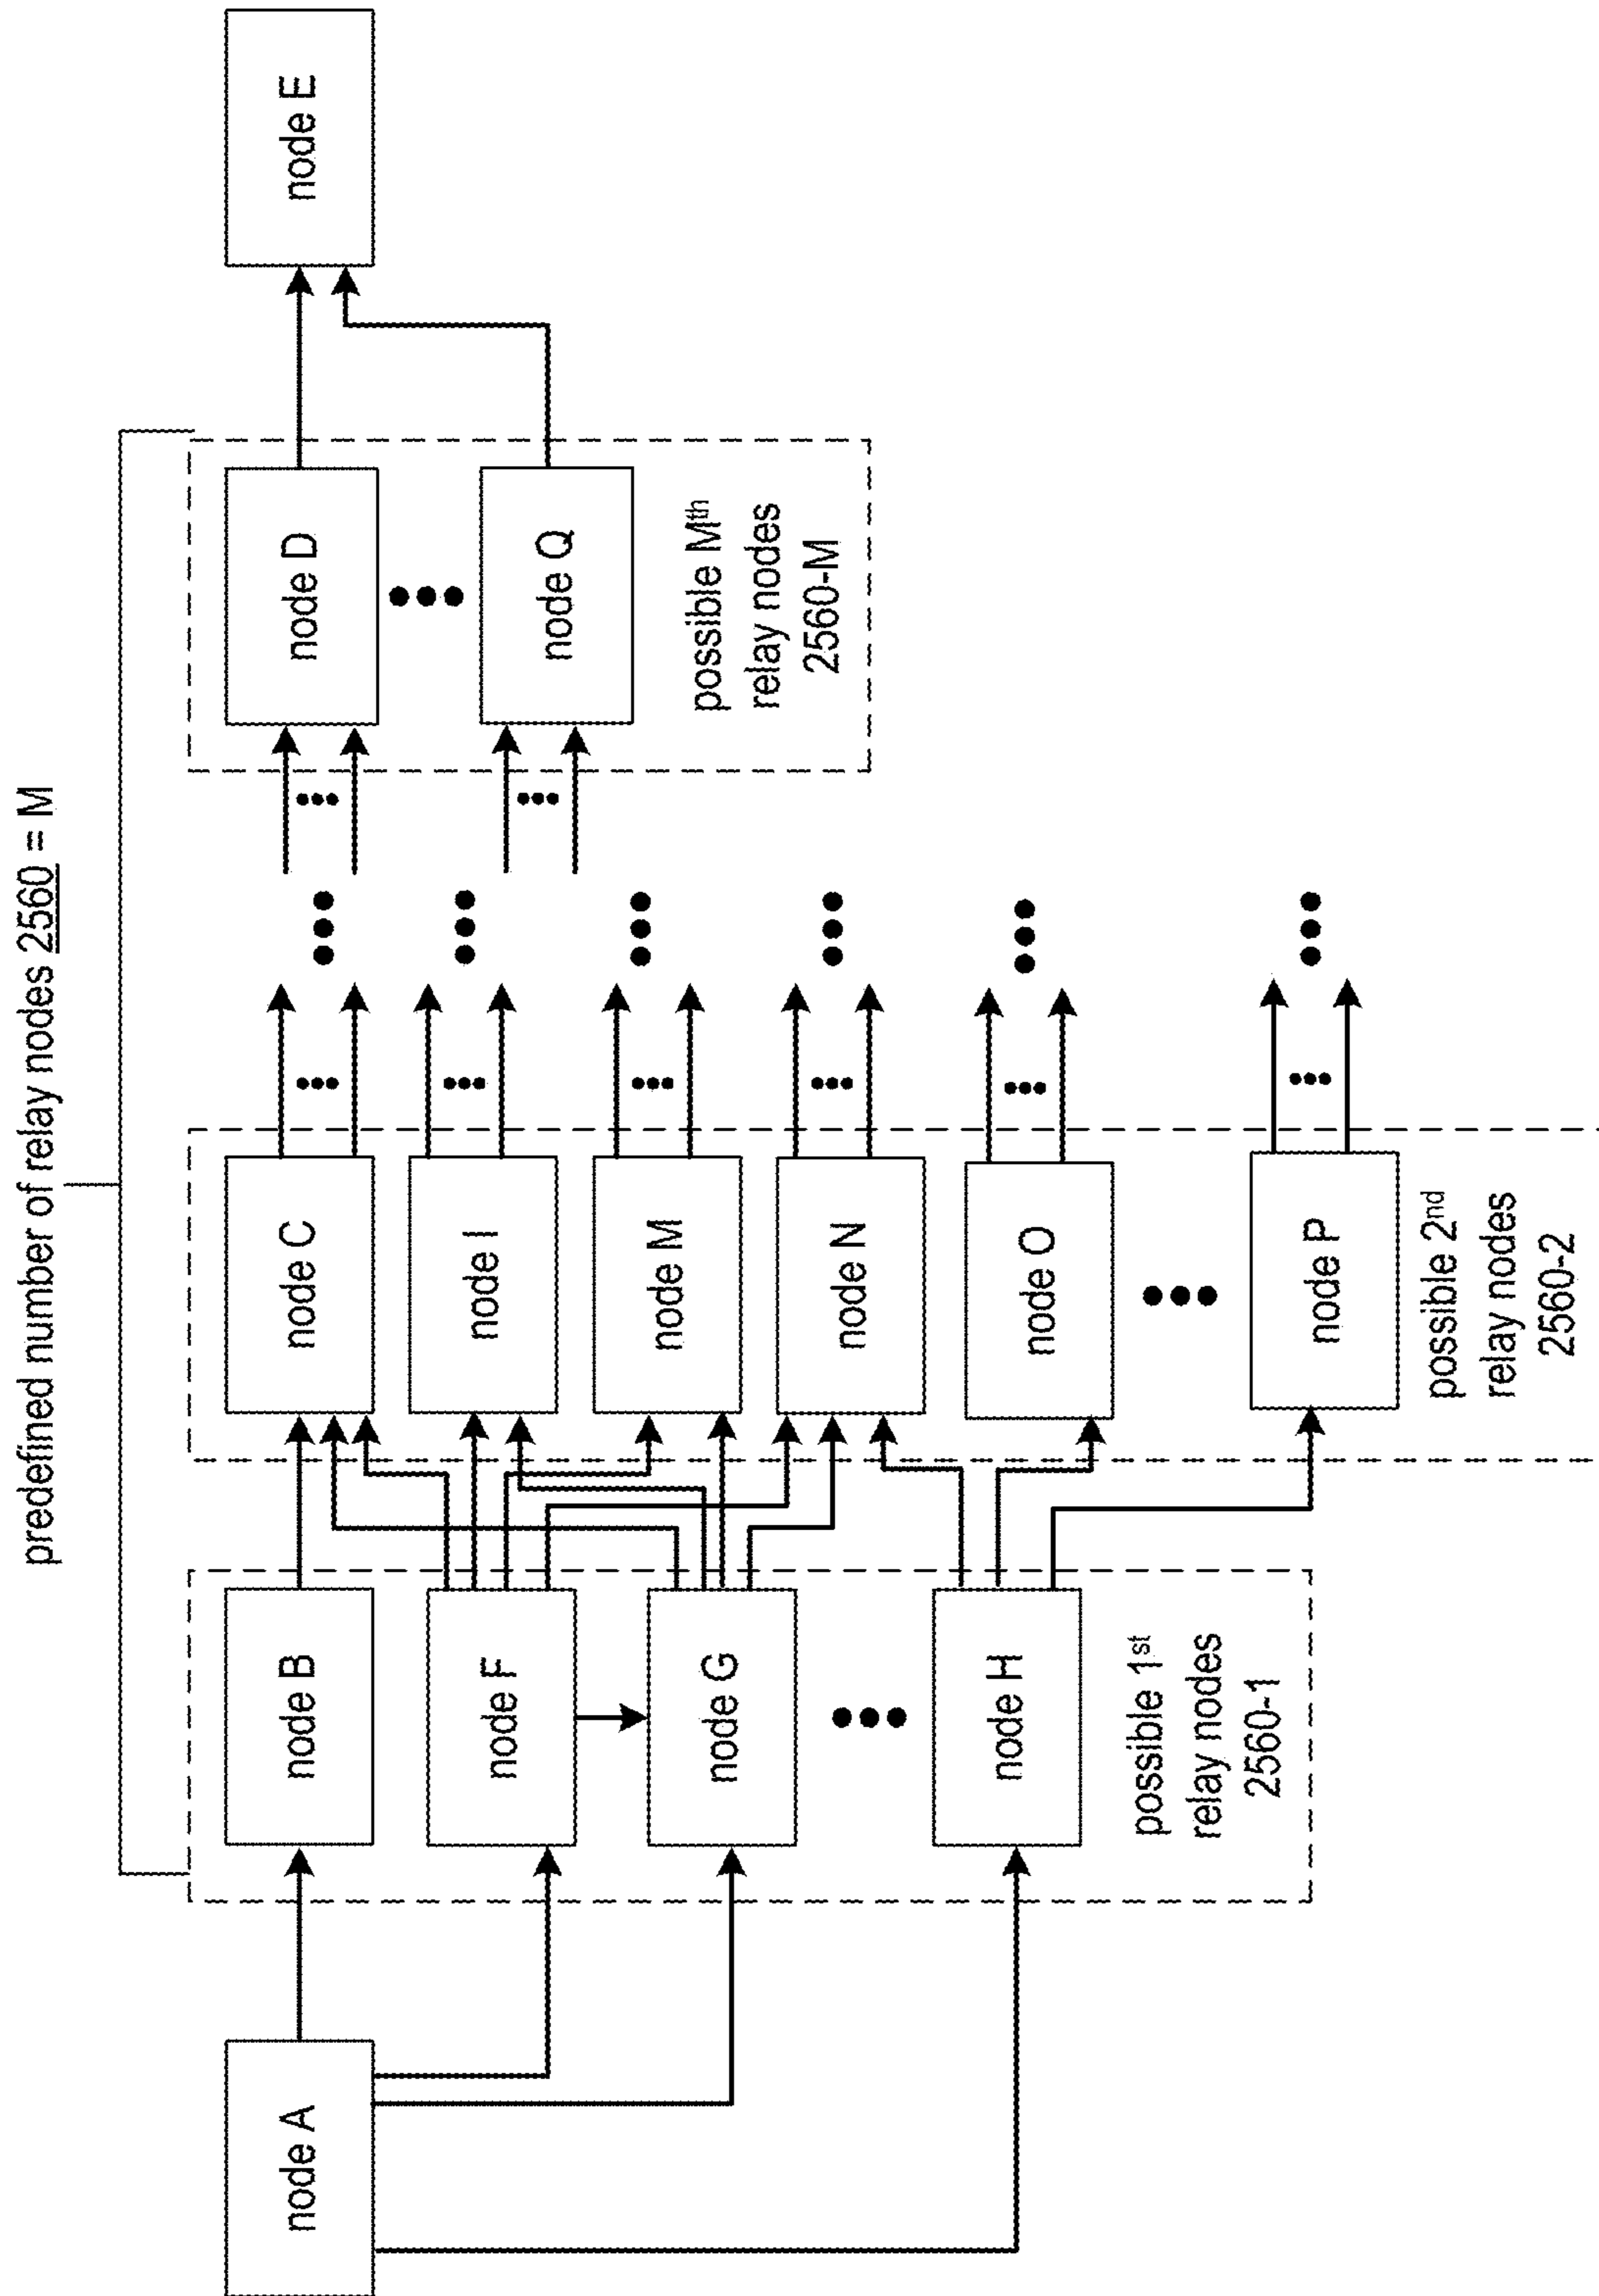 predefined number of relay nodes 2560 = M
node A
node B
node F
node G
node H
possible 1st
relay nodes
2560-1
node C
node I
node M
node N
node O
node P
possible 2nd
relay nodes
2560-2
node D
node Q
possible Mth
relay nodes
2560-M
node E